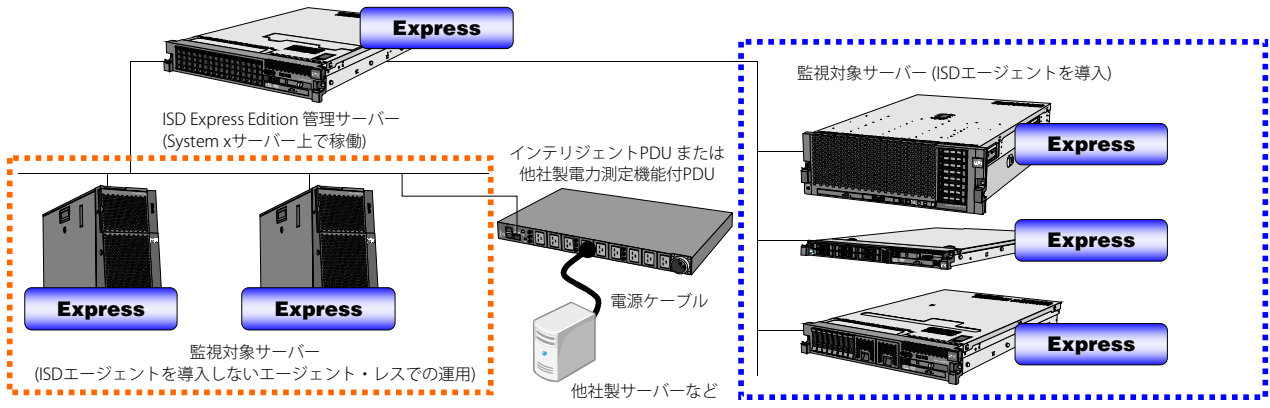 Express
ISD Express Edition 管理サーバー
(System xサーバー上で稼働)
Express
Express
監視対象サーバー
(ISDエージェントを導入しないエージェント・レスでの運用)
インテリジェントPDU または
他社製電力測定機能付PDU
電源ケーブル
他社製サーバーなど
監視対象サーバー (ISDエージェントを導入)
Express
Express
Express